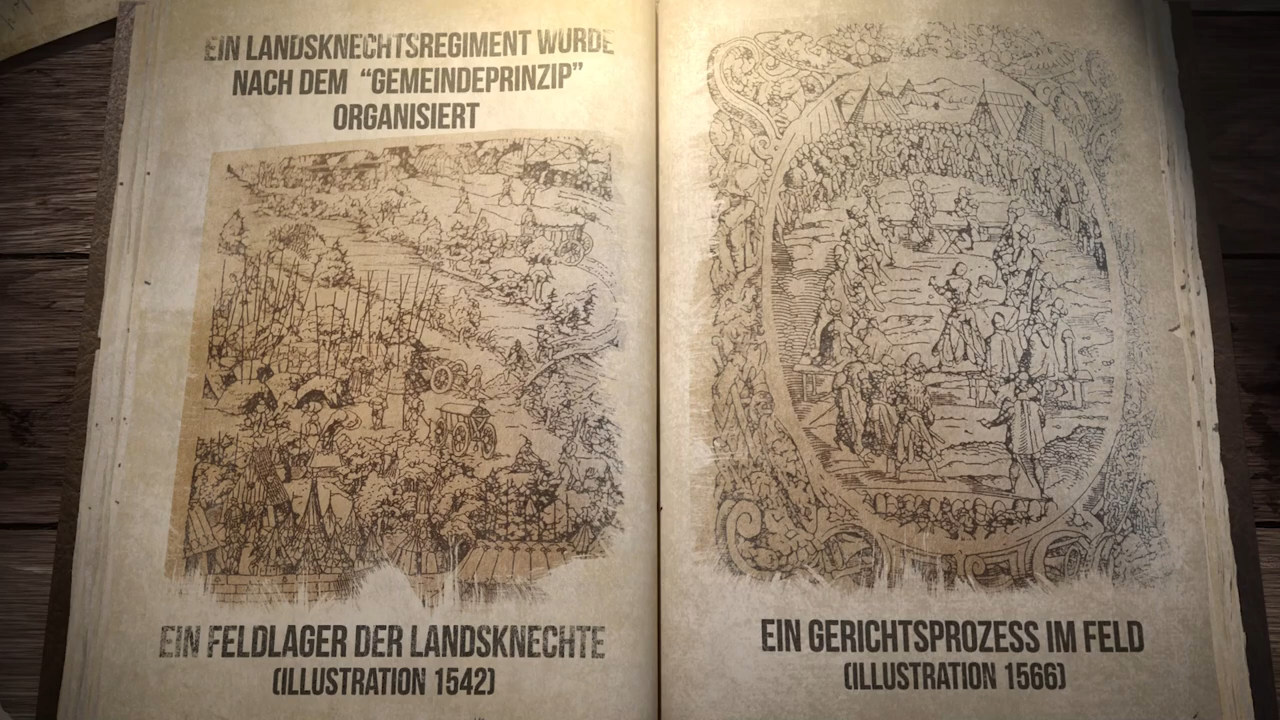 EIN LANDSKNECHTSREGIMENT WURDE
NACH DEM “GEMEINDEPRINZIP”
ORGANISIERT
EIN FELDLAGER DER LANDSKNECHTE
(ILLUSTRATION 1542)
EIN GERICHTSPROZESS IM FELD
(ILLUSTRATION 1566)